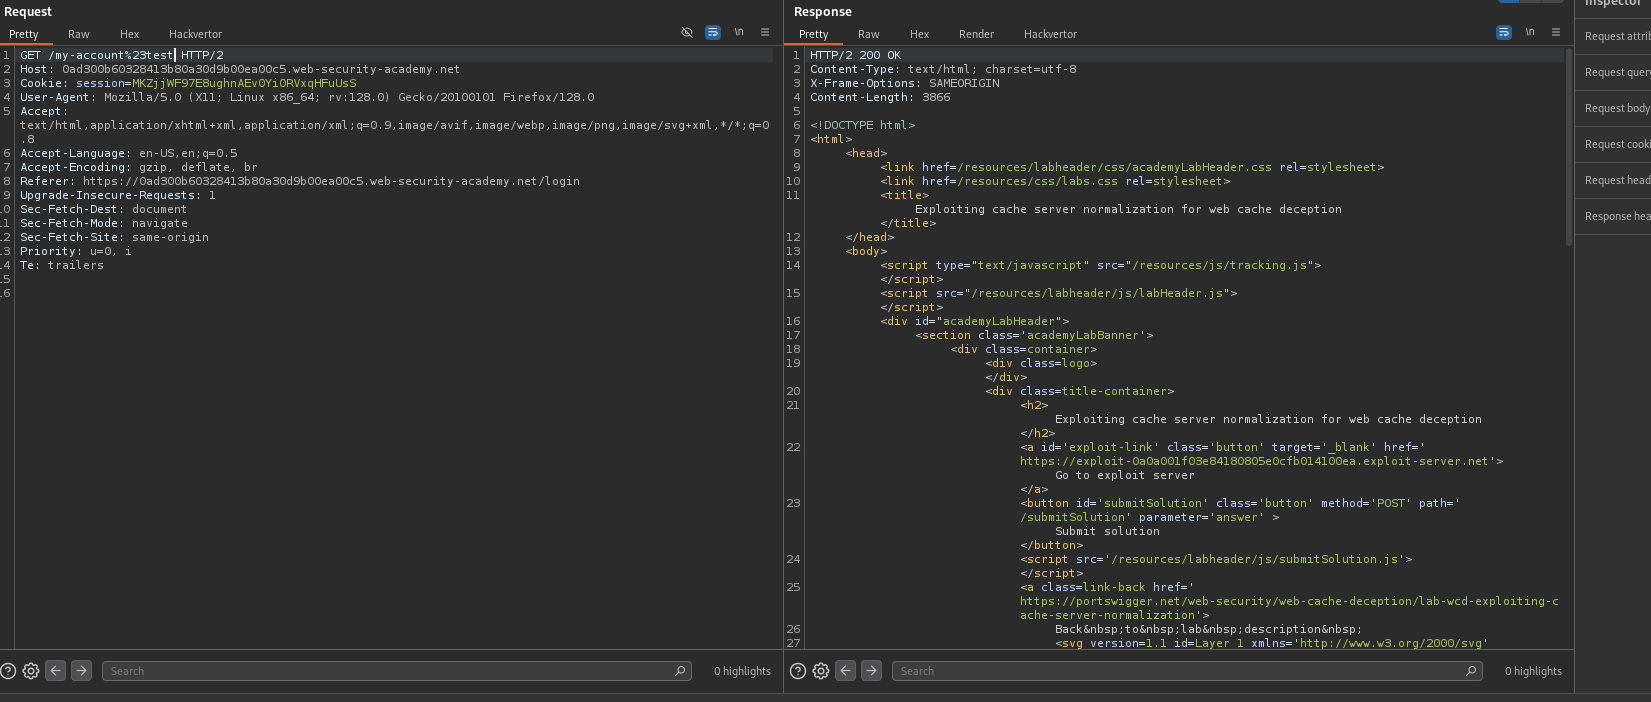 Request
Pretty Raw Hex Hackvertor \n
1 GET /my-account%23test HTTP/2
2 Host: 0ad300b60328413b80a30d9b00ea00c5.web-security-academy.net
3 Cookie: session=MKZjjWF97E8ughnAEv0Yi0RVxqHFuUsS
4 User-Agent: Mozilla/5.0 (X11; Linux x86_64; rv:128.0) Gecko/20100101 Firefox/128.0
5 Accept:
text/html,application/xhtml+xml,application/xml;q=0.9,image/avif,image/webp,image/png,image/svg+xml,*/*;q=0
.8
6 Accept-Language: en-US,en;q=0.5
7 Accept-Encoding: gzip, deflate, br
8 Referer: https://0ad300b60328413b80a30d9b00ea00c5.web-security-academy.net/login
9 Upgrade-Insecure-Requests: 1
10 Sec-Fetch-Dest: document
11 Sec-Fetch-Mode: navigate
12 Sec-Fetch-Site: same-origin
13 Priority: u=0, i
14 Te: trailers
15
16
Search 0 highlights
Response
Pretty Raw Hex Render Hackvertor \n
1 HTTP/2 200 OK
2 Content-Type: text/html; charset=utf-8
3 X-Frame-Options: SAMEORIGIN
4 Content-Length: 3866
5
6 <!DOCTYPE html>
7 <html>
8 <head>
9 <link href=/resources/labheader/css/academyLabHeader.css rel=stylesheet>
10 <link href=/resources/css/labs.css rel=stylesheet>
11 <title>
Exploiting cache server normalization for web cache deception
</title>
12 </head>
13 <body>
14 <script type="text/javascript" src="/resources/js/tracking.js">
</script>
15 <script src="/resources/labheader/js/labHeader.js">
</script>
16 <div id="academyLabHeader">
17 <section class='academyLabBanner'>
18 <div class=container>
19 <div class=logo>
</div>
20 <div class=title-container>
21 <h2>
Exploiting cache server normalization for web cache deception
</h2>
22 <a id='exploit-link' class='button' target='_blank' href='
https://exploit-0a0a001f03e84180805e0cfb014100ea.exploit-server.net'>
Go to exploit server
</a>
23 <button id='submitSolution' class='button' method='POST' path='
/submitSolution' parameter='answer' >
Submit solution
</button>
24 <script src='/resources/labheader/js/submitSolution.js'>
</script>
25 <a class=link-back href='
https://portswigger.net/web-security/web-cache-deception/lab-wcd-exploiting-c
ache-server-normalization'>
26 Back&nbsp;to&nbsp;lab&nbsp;description&nbsp;
27 <svg version=1.1 id=Layer_1 xmlns='http://www.w3.org/2000/svg'
Search 0 highlights
Inspector
Request attrib
Request query
Request body
Request cooki
Request head
Response hea